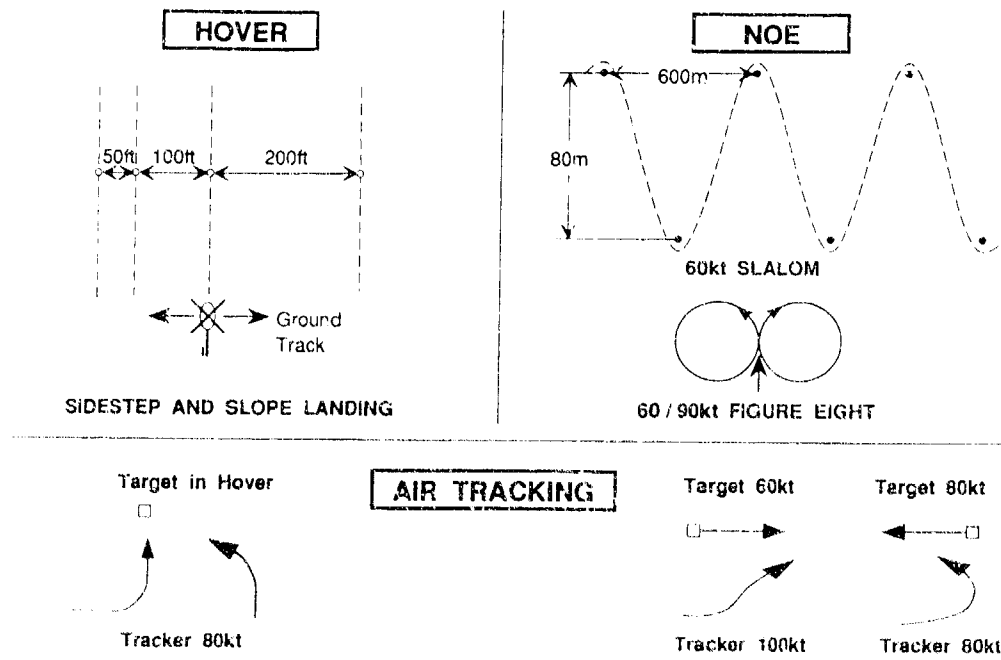 HOVER
50ft 100ft 200ft
Ground
Track
SIDESTEP AND SLOPE LANDING
NOE
600m
80m
60kt SLALOM
60 / 90kt FIGURE EIGHT
AIR TRACKING
Target in Hover
Tracker 80kt
Target 60kt
Tracker 100kt
Target 80kt
Tracker 80kt